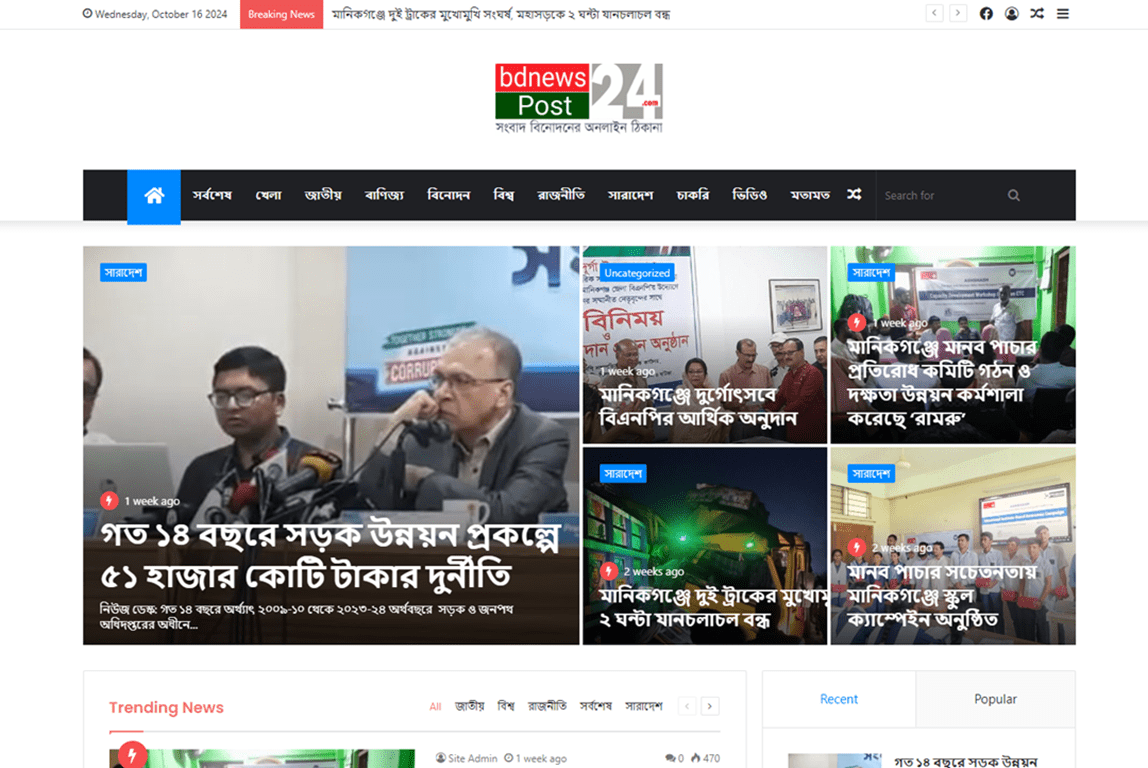 Wednesday, October 16 2024
Breaking News
মানিকগঞ্জে দুই ট্রাকের মুখোমুখি সংঘর্ষ, মহাসড়কে ২ ঘন্টা যানচলাচল বন্ধ
bdnews
Post
24
.com
সংবাদ বিনোদনের অনলাইন ঠিকানা
সর্বশেষ খেলা জাতীয় বাণিজ্য বিনোদন বিশ্ব রাজনীতি সারাদেশ চাকরি ভিডিও মতামত
Search for
সারাদেশ
TOGETHER STRONGER
AGAINST
CORRUPT
1 week ago
গত ১৪ বছরে সড়ক উন্নয়ন প্রকল্পে
৫১ হাজার কোটি টাকার দুর্নীতি
নিউজ ডেস্ক: গত ১৪ বছরে অর্থাৎ ২০০৯-১০ থেকে ২০২৩-২৪ অর্থবছরে সড়ক ও জনপথ
অধিদপ্তরের অধীনে...
Uncategorized
বিনিময়
ও
দান অনুষ্ঠান
1 week ago
মানিকগঞ্জে দুর্গোৎসবে
বিএনপির আর্থিক অনুদান
সারাদেশ
1 week ago
মানিকগঞ্জে মানব পাচার
প্রতিরোধ কমিটি গঠন ও
দক্ষতা উন্নয়ন কর্মশালা
করেছে ‘রামরু’
সারাদেশ
2 weeks ago
মানিকগঞ্জে দুই ট্রাকের মুখোম
২ ঘন্টা যানচলাচল বন্ধ
সারাদেশ
2 weeks ago
মানব পাচার সচেতনতায়
মানিকগঞ্জে স্কুল
ক্যাম্পেইন অনুষ্ঠিত
Trending News
All জাতীয় বিশ্ব রাজনীতি সর্বশেষ সারাদেশ
Site Admin 1 week ago 0 470
Recent
Popular
গত ১৪ বছরে সড়ক উন্নয়ন